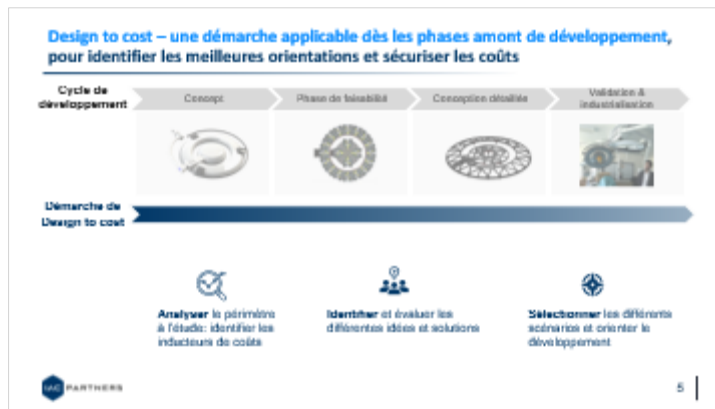 Design to cost – une démarche applicable dès les phases amont de développement,
pour identifier les meilleures orientations et sécuriser les coûts
Cycle de
développement
Concept
Phase de faisabilité
Conception détaillée
Validation &
industrialisation
Démarche de
Design to cost
Analyser le périmètre
à l'étude: identifier les
inducteurs de coûts
Identifier et évaluer les
différentes idées et solutions
Sélectionner les différents
scénarios et orienter le
développement
IAC PARTNERS
5